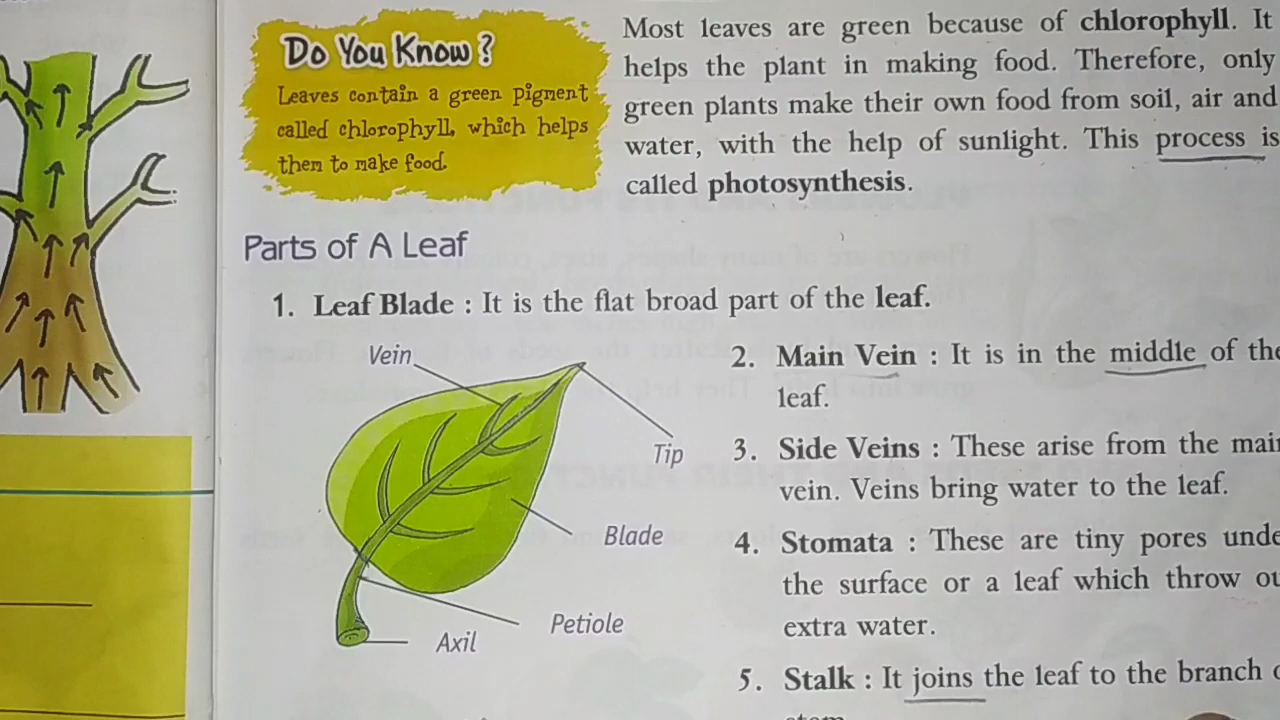 Do You Know ?
Leaves contain a green pigment
called chlorophyll, which helps
them to make food.
Most leaves are green because of chlorophyll. It
helps the plant in making food. Therefore, only
green plants make their own food from soil, air and
water, with the help of sunlight. This process is
called photosynthesis.
Parts of A Leaf
1. Leaf Blade : It is the flat broad part of the leaf.
Vein
Tip
Blade
Petiole
Axil
2. Main Vein : It is in the middle of the
leaf.
3. Side Veins : These arise from the
vein. Veins bring water to the leaf.
4. Stomata : These are tiny pores
the surface or a leaf which throw
extra water.
5. Stalk : It joins the leaf to the branch